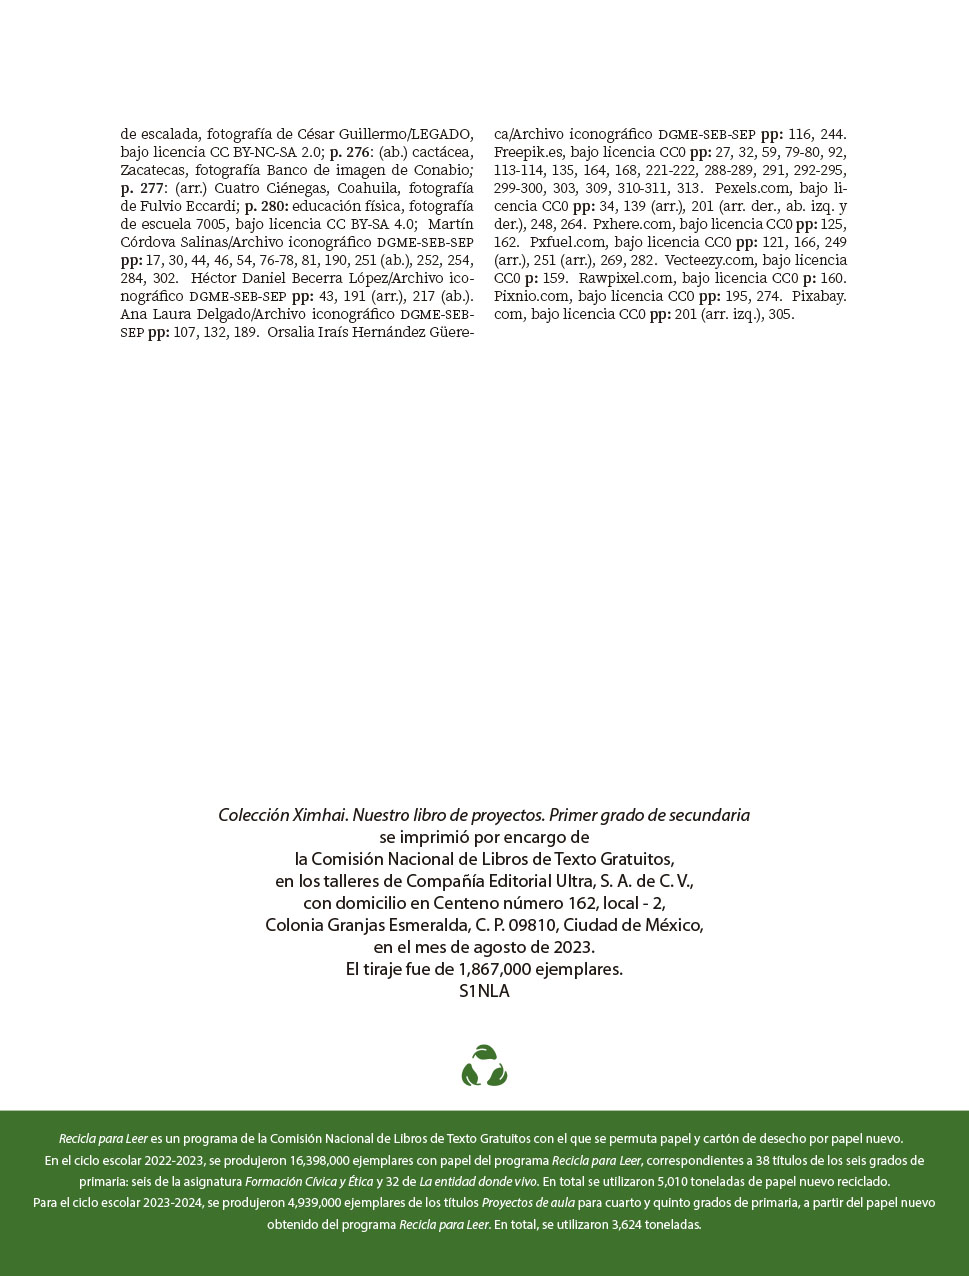 de escalada, fotografía de César Guillermo/LEGADO,
bajo licencia CC BY-NC-SA 2.0; p. 276: (ab.) cactácea,
Zacatecas, fotografía Banco de imagen de Conabio;
p. 277: (arr.) Cuatro Ciénegas, Coahuila, fotografía
de Fulvio Eccardi; p. 280: educación física, fotografía
de escuela 7005, bajo licencia CC BY-SA 4.0; Martín
Córdova Salinas/Archivo iconográfico DGME-SEB-SEP
pp: 17, 30, 44, 46, 54, 76-78, 81, 190, 251 (ab.), 252, 254,
284, 302. Héctor Daniel Becerra López/Archivo ico-
nográfico DGME-SEB-SEP pp: 43, 191 (arr.), 217 (ab.).
Ana Laura Delgado/Archivo iconográfico DGME-SEB-
SEP pp: 107, 132, 189. Orsalia Iraís Hernández Güere-
ca/Archivo iconográfico DGME-SEB-SEP pp: 116, 244.
Freepik.es, bajo licencia CC0 pp: 27, 32, 59, 79-80, 92,
113-114, 135, 164, 168, 221-222, 288-289, 291, 292-295,
299-300, 303, 309, 310-311, 313. Pexels.com, bajo li-
cencia CC0 pp: 34, 139 (arr.), 201 (arr. der., ab. izq. y
der.), 248, 264. Pxhere.com, bajo licencia CC0 pp: 125,
162. Pxfuel.com, bajo licencia CC0 pp: 121, 166, 249
(arr.), 251 (arr.), 269, 282. Vecteezy.com, bajo licencia
CC0 p: 159. Rawpixel.com, bajo licencia CC0 p: 160.
Pixnio.com, bajo licencia CC0 pp: 195, 274. Pixabay.
com, bajo licencia CC0 pp: 201 (arr. izq.), 305.
Colección Ximhai. Nuestro libro de proyectos. Primer grado de secundaria
se imprimió por encargo de
la Comisión Nacional de Libros de Texto Gratuitos,
en los talleres de Compañía Editorial Ultra, S. A. de C. V.,
con domicilio en Centeno número 162, local - 2,
Colonia Granjas Esmeralda, C. P. 09810, Ciudad de México,
en el mes de agosto de 2023.
El tiraje fue de 1,867,000 ejemplares.
S1NLA
Recicla para Leer es un programa de la Comisión Nacional de Libros de Texto Gratuitos con el que se permuta papel y cartón de desecho por papel nuevo.
En el ciclo escolar 2022-2023, se produjeron 16,398,000 ejemplares con papel del programa Recicla para Leer, correspondientes a 38 títulos de los seis grados de
primaria: seis de la asignatura Formación Cívica y Ética y 32 de La entidad donde vivo. En total se utilizaron 5,010 toneladas de papel nuevo reciclado.
Para el ciclo escolar 2023-2024, se produjeron 4,939,000 ejemplares de los títulos Proyectos de aula para cuarto y quinto grados de primaria, a partir del papel nuevo
obtenido del programa Recicla para Leer. En total, se utilizaron 3,624 toneladas.